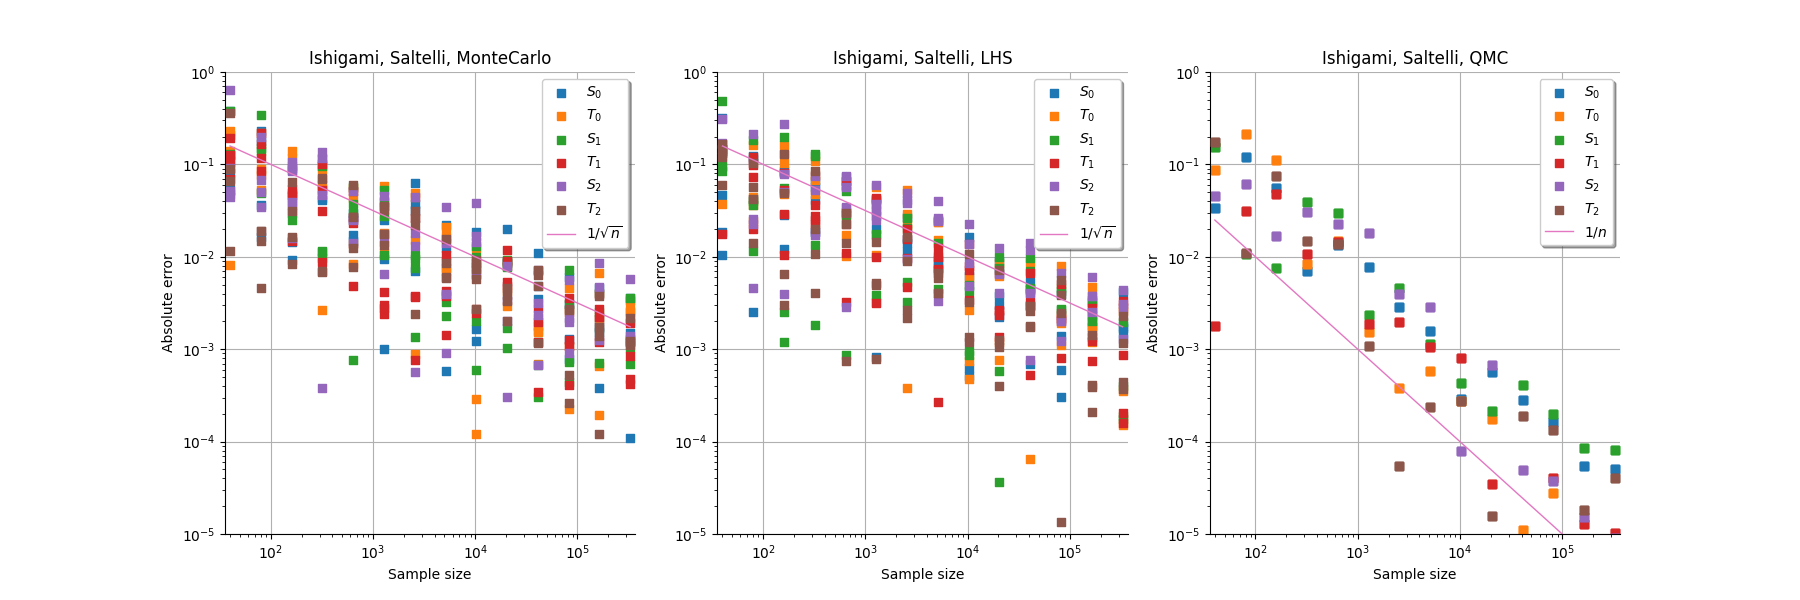 Ishigami, Saltelli, MonteCarlo
10^0
10^-1
10^-2
10^-3
10^-4
10^-5
Absolute error
10^2
10^3
10^4
10^5
Sample size
S_0
T_0
S_1
T_1
S_2
T_2
1/√n
Ishigami, Saltelli, LHS
10^0
10^-1
10^-2
10^-3
10^-4
10^-5
Absolute error
10^2
10^3
10^4
10^5
Sample size
S_0
T_0
S_1
T_1
S_2
T_2
1/√n
Ishigami, Saltelli, QMC
10^0
10^-1
10^-2
10^-3
10^-4
10^-5
Absolute error
10^2
10^3
10^4
10^5
Sample size
S_0
T_0
S_1
T_1
S_2
T_2
1/n